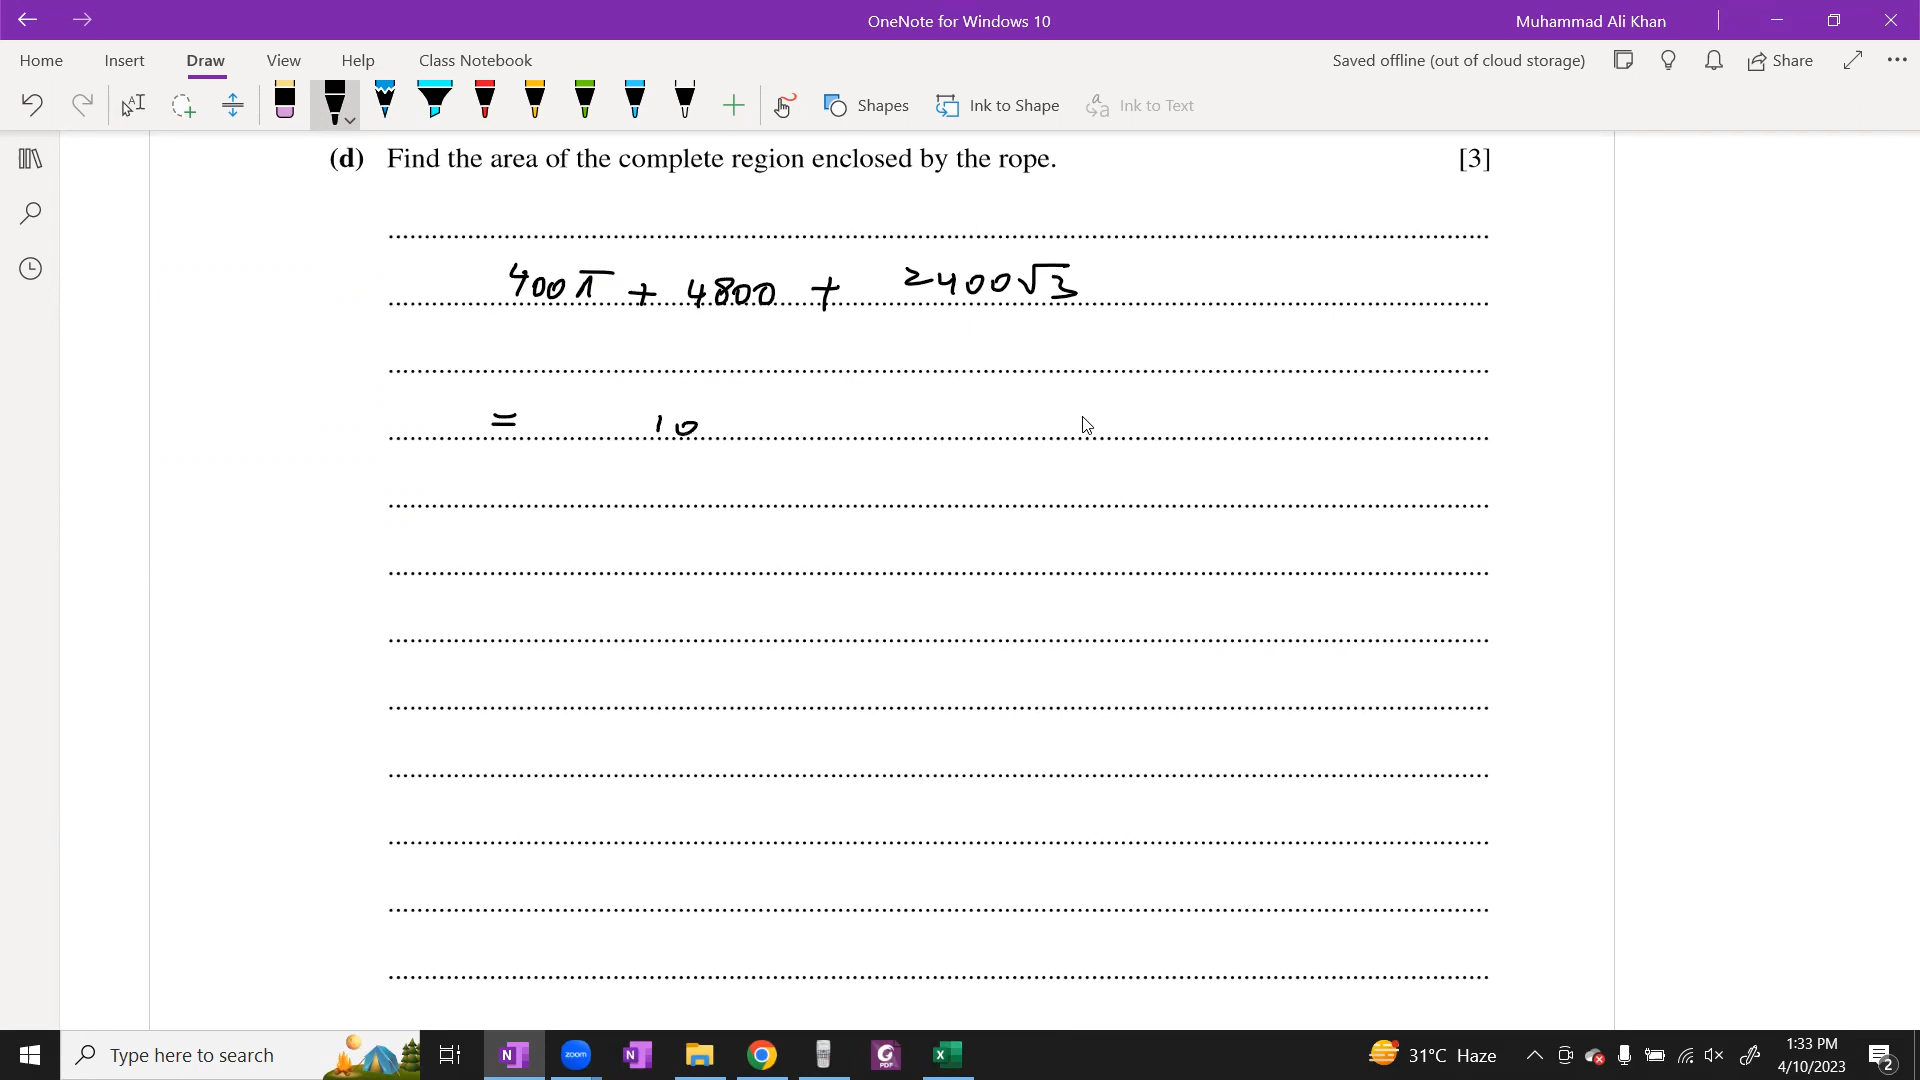 OneNote for Windows 10
Muhammad Ali Khan
Home Insert Draw View Help Class Notebook
Saved offline (out of cloud storage)
Share
Shapes
Ink to Shape
Ink to Text
(d) Find the area of the complete region enclosed by the rope. [3]
400π + 4800 + 2400√3
= 10
Type here to search
zoom
31°C Haze
1:33 PM
4/10/2023
2